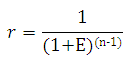 r = 1/(1+E)^(n-1)